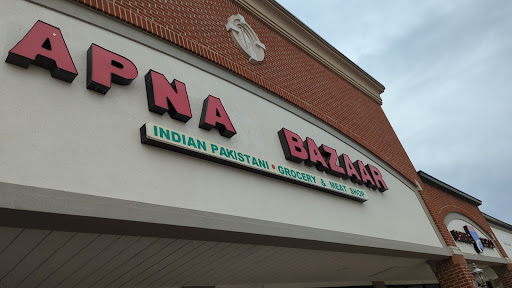 APNA BAZAAR
INDIAN PAKISTANI • GROCERY & MEAT SHOP